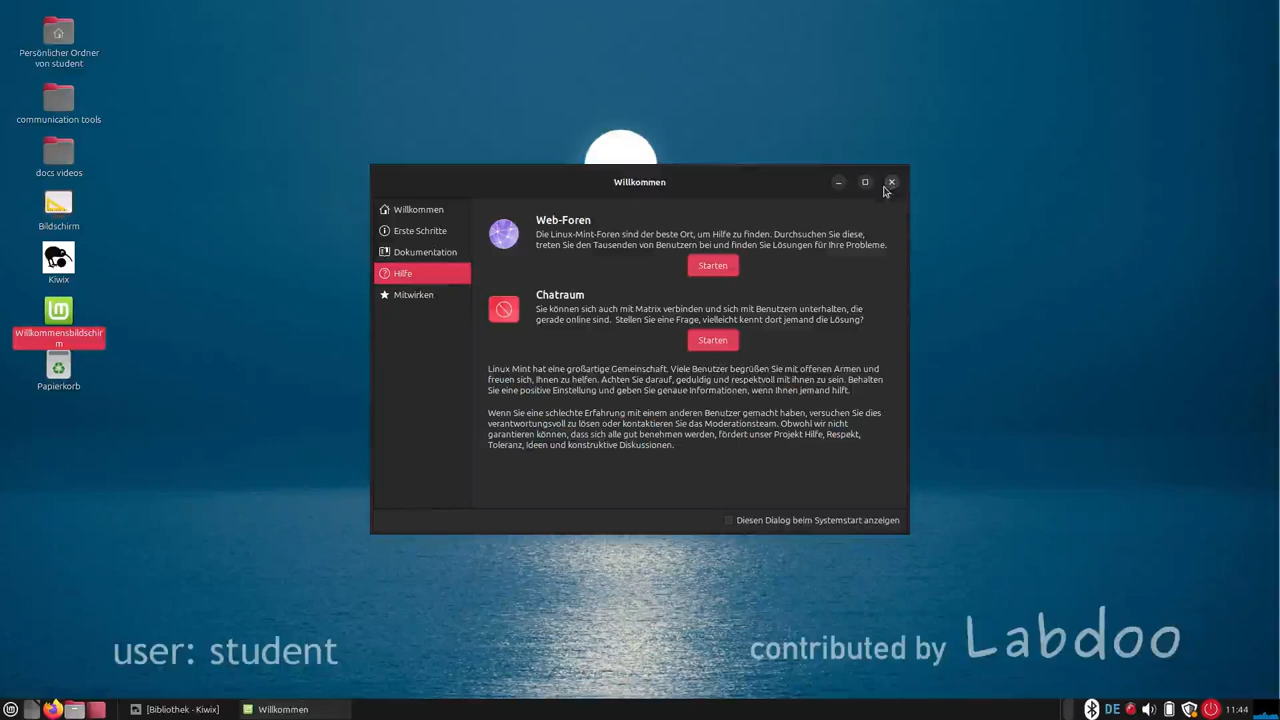 Persönlicher Ordner
von student
communication tools
docs videos
Bildschirm
Kiwix
Willkommensbildschir
m
Papierkorb
Willkommen
Willkommen
Erste Schritte
Dokumentation
Hilfe
Mitwirken
Web-Foren
Die Linux-Mint-Foren sind der beste Ort, um Hilfe zu finden. Durchsuchen Sie diese,
treten Sie den Tausenden von Benutzern bei und finden Sie Lösungen für Ihre Probleme.
Starten
Chatraum
Sie können sich auch mit Matrix verbinden und sich mit Benutzern unterhalten, die
gerade online sind. Stellen Sie eine Frage, vielleicht kennt dort jemand die Lösung?
Starten
Linux Mint hat eine großartige Gemeinschaft. Viele Benutzer begrüßen Sie mit offenen Armen und
freuen sich, Ihnen zu helfen. Achten Sie darauf, geduldig und respektvoll mit ihnen zu sein. Behalten
Sie eine positive Einstellung und geben Sie genaue Informationen, wenn Ihnen jemand hilft.
Wenn Sie eine schlechte Erfahrung mit einem anderen Benutzer gemacht haben, versuchen Sie dies
verantwortungsvoll zu lösen oder kontaktieren Sie das Moderationsteam. Obwohl wir nicht
garantieren können, dass sich alle gut benehmen werden, fördert unser Projekt Hilfe, Respekt,
Toleranz, Ideen und konstruktive Diskussionen.
Diesen Dialog beim Systemstart anzeigen
user: student
contributed by Labdoo
[Bibliothek - Kiwix]
Willkommen
DE
11:44